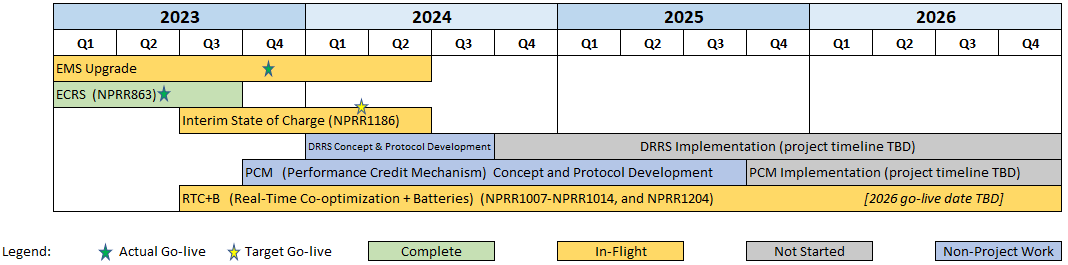 2023 2024 2025 2026
Q1 Q2 Q3 Q4 Q1 Q2 Q3 Q4 Q1 Q2 Q3 Q4 Q1 Q2 Q3 Q4
EMS Upgrade
ECRS (NPRR863)
Interim State of Charge (NPRR1186)
DRRS Concept & Protocol Development DRRS Implementation (project timeline TBD)
PCM (Performance Credit Mechanism) Concept and Protocol Development PCM Implementation (project timeline TBD)
RTC+B (Real-Time Co-optimization + Batteries) (NPRR1007-NPRR1014, and NPRR1204) [2026 go-live date TBD]
Legend: Actual Go-live Target Go-live Complete In-Flight Not Started Non-Project Work